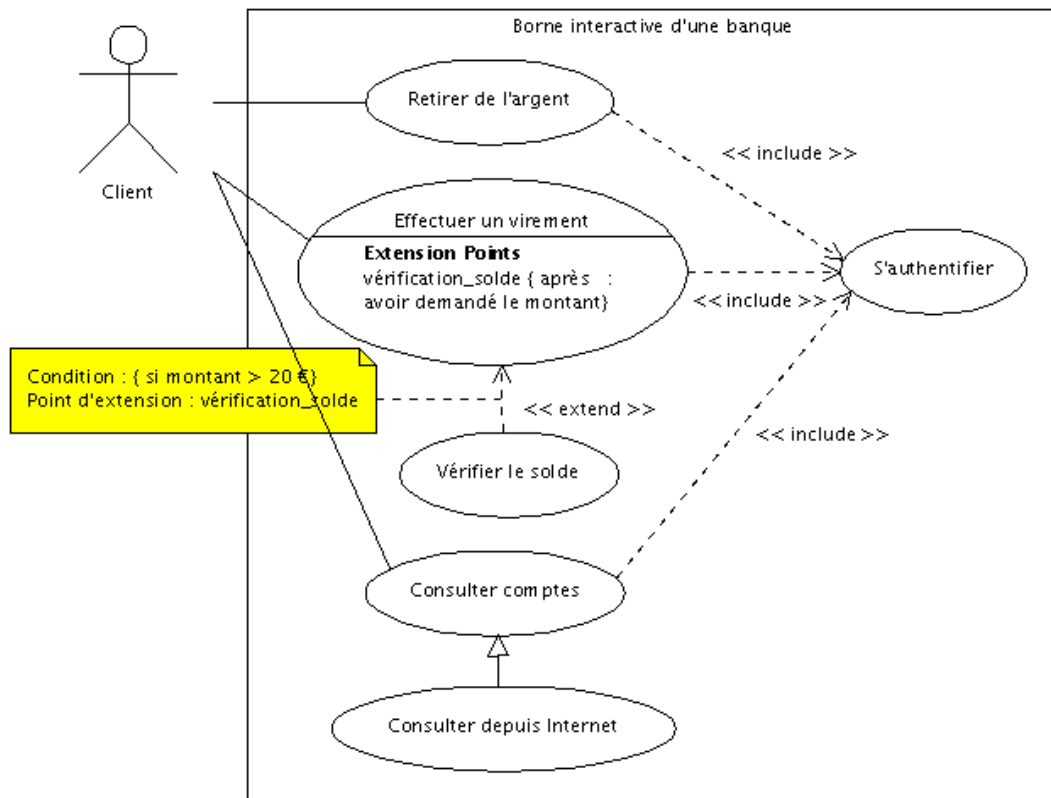 Borne interactive d'une banque
Retirer de l'argent
<< include >>
Client
Effectuer un virement
Extension Points
vérification_solde { après :
avoir demandé le montant}
S'authentifier
<< include >>
Condition : { si montant > 20 €}
Point d'extension : vérification_solde
<< extend >>
<< include >>
Vérifier le solde
Consulter comptes
Consulter depuis Internet